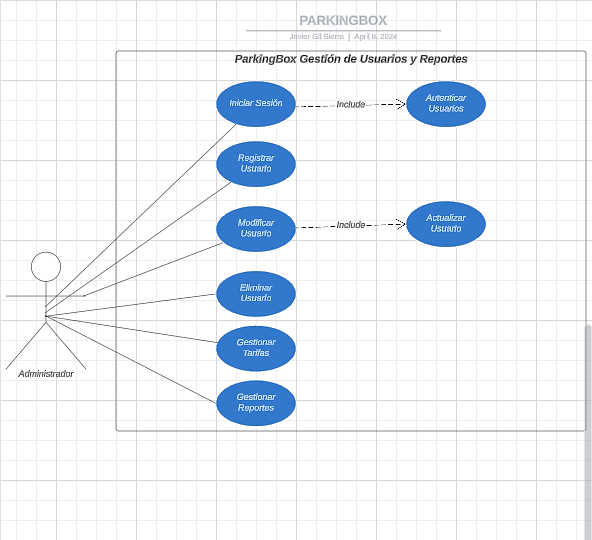 PARKINGBOX
Javier Gil Sierra | April 8, 2024
ParkingBox Gestión de Usuarios y Reportes
Iniciar Sesión
Include
Autenticar
Usuarios
Registrar
Usuario
Modificar
Usuario
Include
Actualizar
Usuario
Eliminar
Usuario
Gestionar
Tarifas
Administrador
Gestionar
Reportes